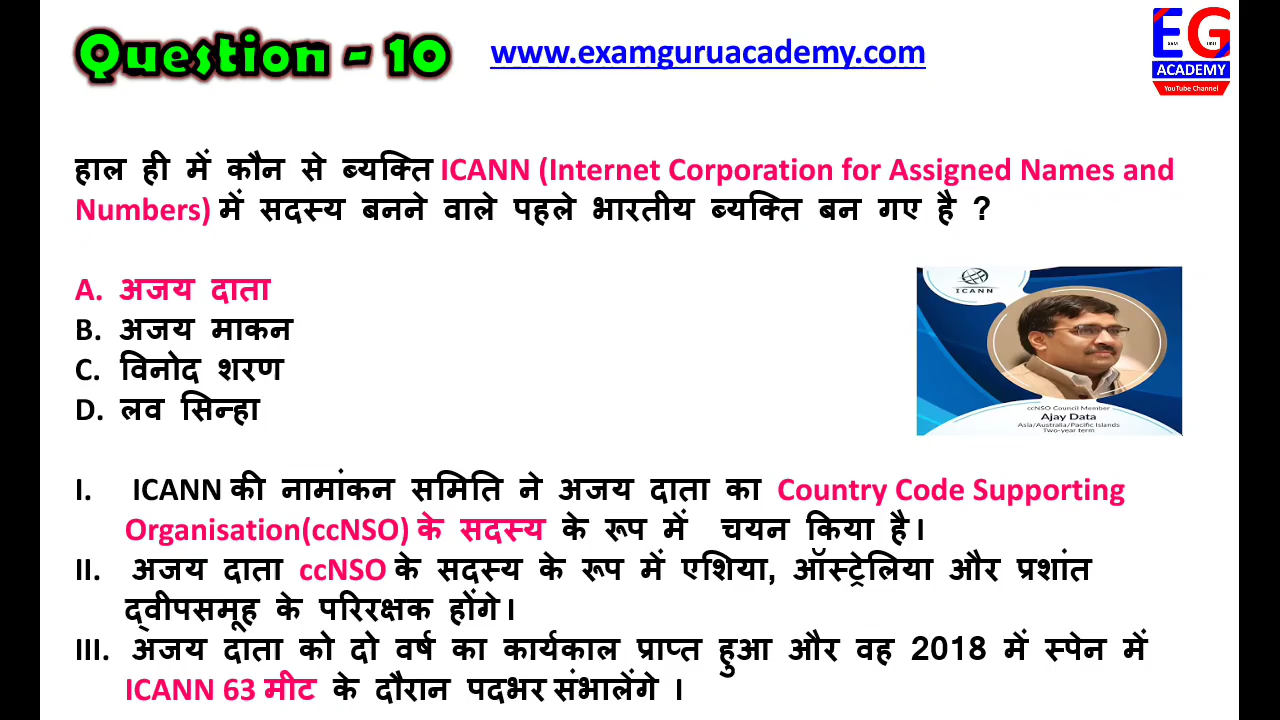 Question - 10
www.examguruacademy.com
EG
EXAM GURU
ACADEMY
YouTube Channel
हाल ही में कौन से ब्यक्ति ICANN (Internet Corporation for Assigned Names and
Numbers) में सदस्य बनने वाले पहले भारतीय ब्यक्ति बन गए है ?
A. अजय दाता
B. अजय माकन
C. विनोद शरण
D. लव सिन्हा
ICANN
ccNSO Council Member
Ajay Data
Asia/Australia/Pacific Islands
Two-year term
I. ICANN की नामांकन समिति ने अजय दाता का Country Code Supporting
Organisation(ccNSO) के सदस्य के रूप में चयन किया है।
II. अजय दाता ccNSO के सदस्य के रूप में एशिया, ऑस्ट्रेलिया और प्रशांत
द्वीपसमूह के परिरक्षक होंगे।
III. अजय दाता को दो वर्ष का कार्यकाल प्राप्त हुआ और वह 2018 में स्पेन में
ICANN 63 मीट के दौरान पदभर संभालेंगे ।